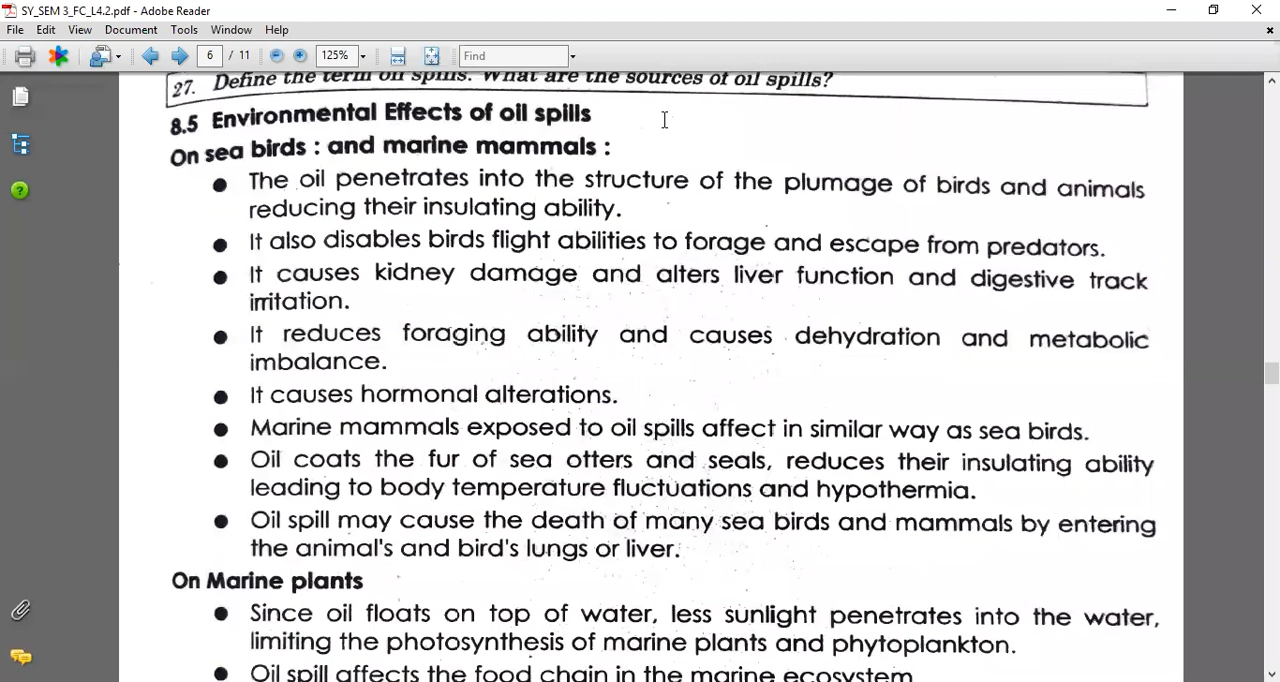 SY_SEM 3_FC_L4.2.pdf - Adobe Reader
File Edit View Document Tools Window Help
6 / 11 125% Find
27. Define the term oil spills. What are the sources of oil spills?
8.5 Environmental Effects of oil spills
On sea birds : and marine mammals :
● The oil penetrates into the structure of the plumage of birds and animals
reducing their insulating ability.
● It also disables birds flight abilities to forage and escape from predators.
● It causes kidney damage and alters liver function and digestive track
irritation.
● It reduces foraging ability and causes dehydration and metabolic
imbalance.
● It causes hormonal alterations.
● Marine mammals exposed to oil spills affect in similar way as sea birds.
● Oil coats the fur of sea otters and seals, reduces their insulating ability
leading to body temperature fluctuations and hypothermia.
● Oil spill may cause the death of many sea birds and mammals by entering
the animal's and bird's lungs or liver.
On Marine plants
● Since oil floats on top of water, less sunlight penetrates into the water,
limiting the photosynthesis of marine plants and phytoplankton.
● Oil spill affects the food chain in the marine ecosystem